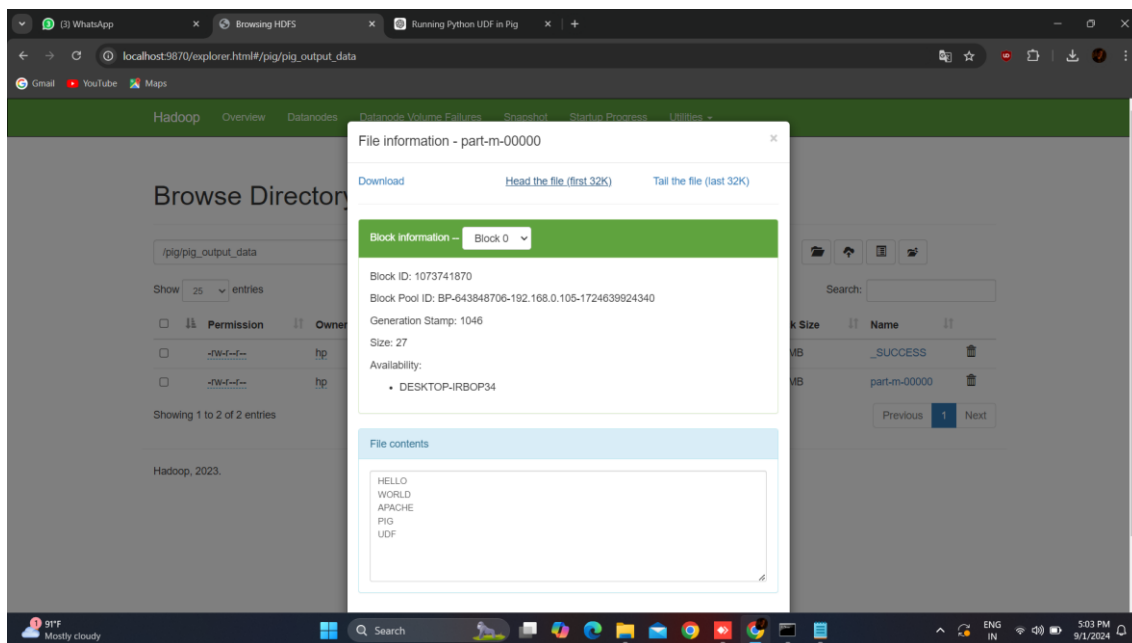 (3) WhatsApp
Browsing HDFS
Running Python UDF in Pig
localhost:9870/explorer.html#/pig/pig_output_data
Gmail YouTube Maps
Hadoop Overview Datanodes Datanode Volume Failures Snapshot Startup Progress Utilities
File information - part-m-00000
×
Download Head the file (first 32K) Tail the file (last 32K)
Browse Directory
Block information -- Block 0
/pig/pig_output_data
Block ID: 1073741870
Block Pool ID: BP-643848706-192.168.0.105-1724639924340
Generation Stamp: 1046
Size: 27
Availability:
• DESKTOP-IRBOP34
Show 25 entries
Search:
Permission Owner k Size Name
-rw-r--r-- hp MB _SUCCESS
-rw-r--r-- hp MB part-m-00000
Showing 1 to 2 of 2 entries
Previous 1 Next
Hadoop, 2023.
File contents
HELLO
WORLD
APACHE
PIG
UDF
1
91°F
Mostly cloudy
Search
ENG
IN
5:03 PM
9/1/2024